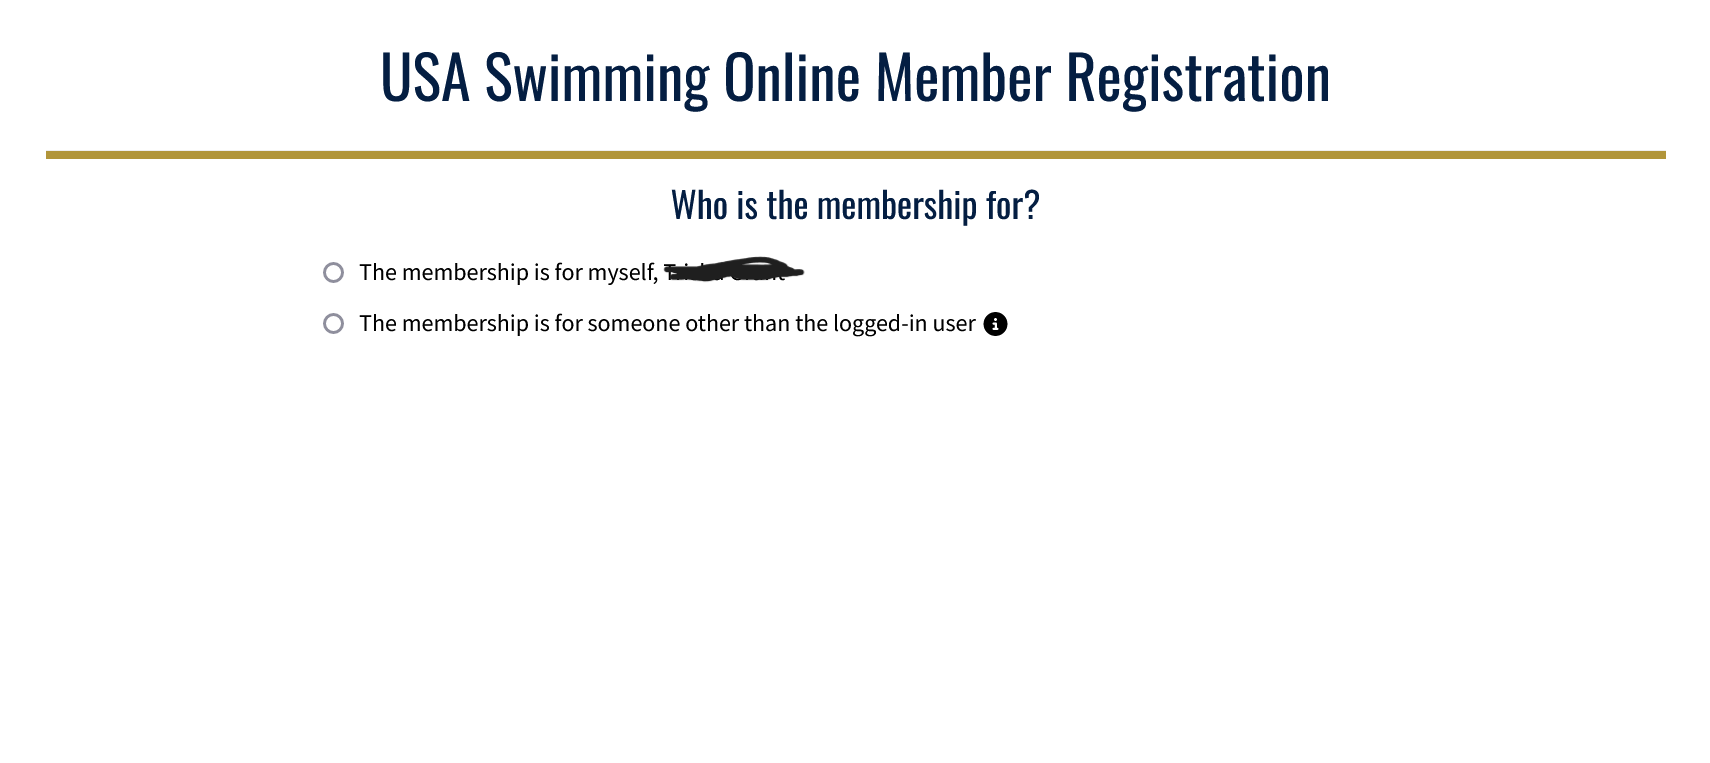 USA Swimming Online Member Registration
Who is the membership for?
The membership is for myself,
The membership is for someone other than the logged-in user